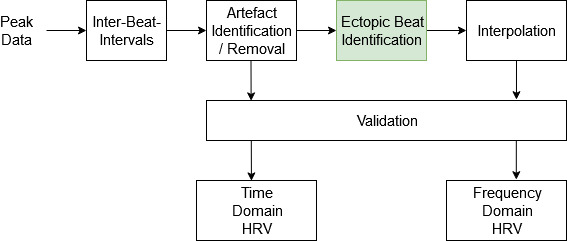 Peak
Data
Inter-Beat-
Intervals
Artefact
Identification
/ Removal
Ectopic Beat
Identification
Interpolation
Validation
Time
Domain
HRV
Frequency
Domain
HRV